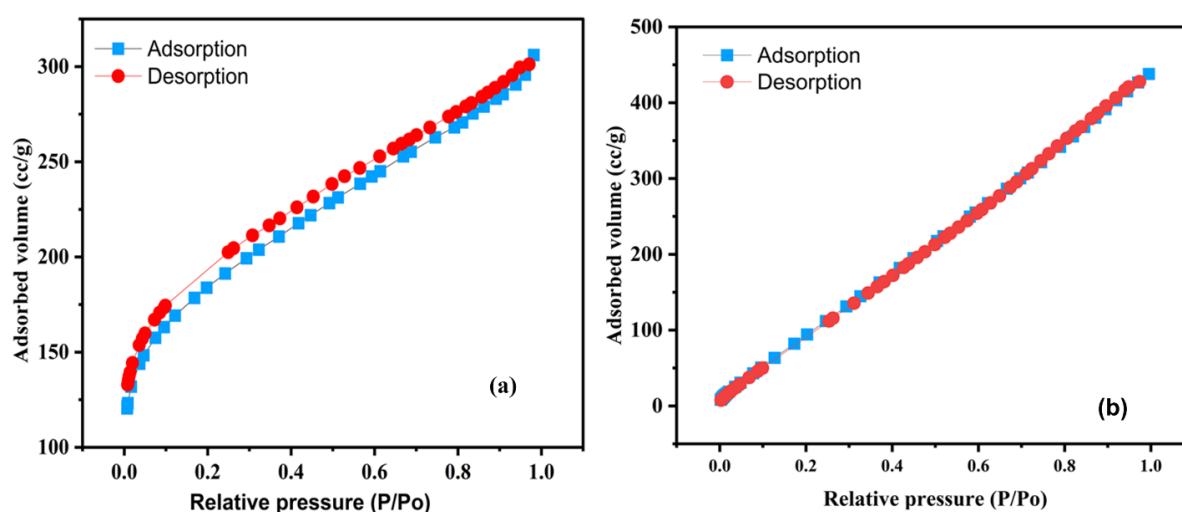 Adsorption
Desorption
Adsorbed volume (cc/g)
300
250
200
150
100
(a)
0.0 0.2 0.4 0.6 0.8 1.0
Relative pressure (P/Po)
Adsorption
Desorption
Adsorbed volume (cc/g)
500
400
300
200
100
0
(b)
0.0 0.2 0.4 0.6 0.8 1.0
Relative pressure (P/Po)